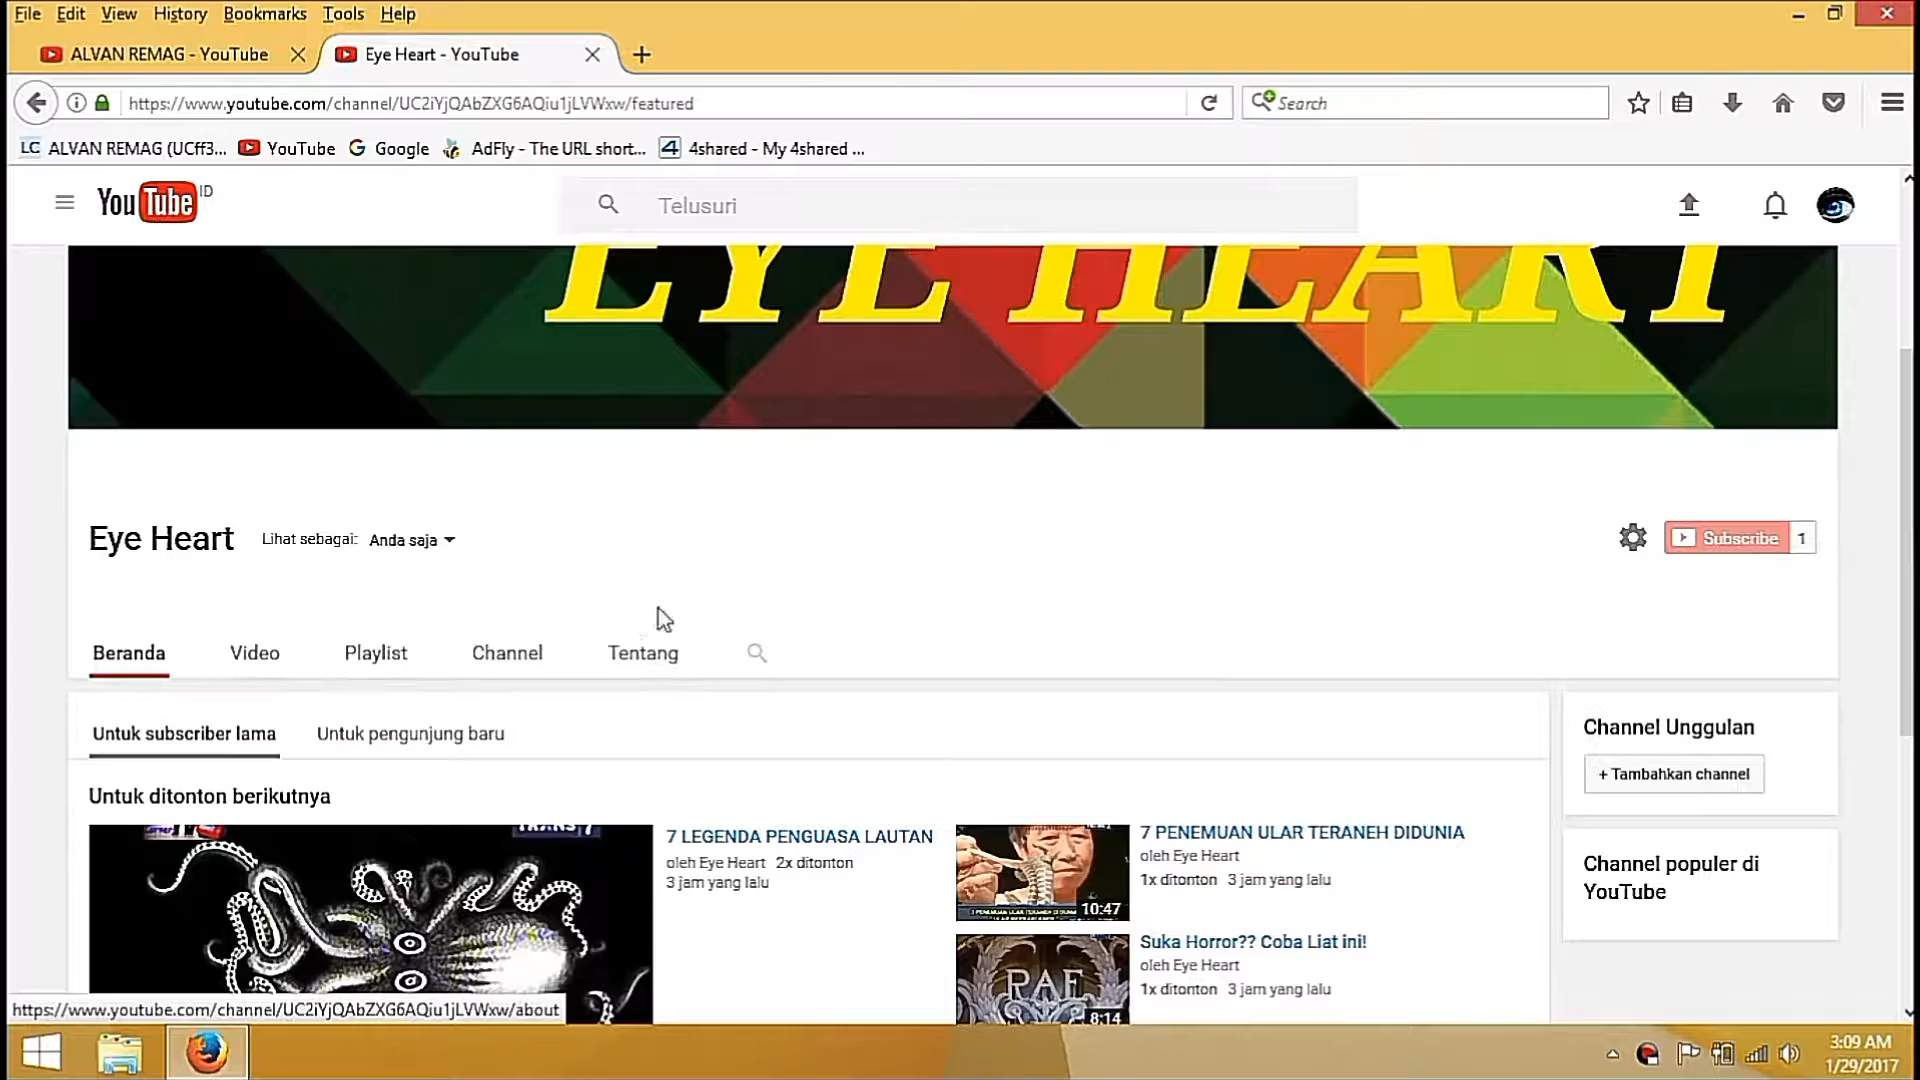 File Edit View History Bookmarks Tools Help
ALVAN REMAG - YouTube
Eye Heart - YouTube
https://www.youtube.com/channel/UC2iYjQAbZXG6AQiu1jLVWxw/featured
Search
LC ALVAN REMAG (UCff3...
YouTube
Google
AdFly - The URL short...
4 4shared - My 4shared ...
YouTube ID
Telusuri
EYE HEART
Eye Heart
Lihat sebagai: Anda saja
Subscribe 1
Beranda Video Playlist Channel Tentang
Untuk subscriber lama Untuk pengunjung baru
Untuk ditonton berikutnya
7 LEGENDA PENGUASA LAUTAN
oleh Eye Heart 2x ditonton
3 jam yang lalu
7 PENEMUAN ULAR TERANEH DIDUNIA
oleh Eye Heart
1x ditonton 3 jam yang lalu
10:47
Suka Horror?? Coba Liat ini!
oleh Eye Heart
1x ditonton 3 jam yang lalu
8:14
Channel Unggulan
+ Tambahkan channel
Channel populer di
YouTube
https://www.youtube.com/channel/UC2iYjQAbZXG6AQiu1jLVWxw/about
3:09 AM
1/29/2017